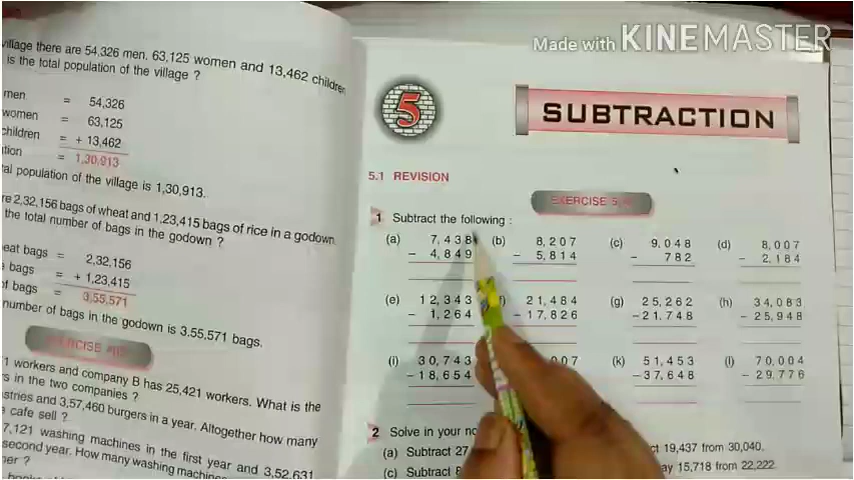 Made with KINEMASTER
village there are 54,326 men, 63,125 women and 13,462 children
is the total population of the village ?
men = 54,326
women = 63,125
children = + 13,462
= 1,30,913
population of the village is 1,30,913.
2,32,156 bags of wheat and 1,23,415 bags of rice in a godown
the total number of bags in the godown ?
bags = 2,32,156
bags = + 1,23,415
of bags = 3,55,571
number of bags in the godown is 3,55,571 bags.
EXERCISE
workers and company B has 25,421 workers. What is the
in the two companies ?
and 3,57,460 burgers in a year. Altogether how many
cafe sell ?
7,121 washing machines in the first year and 3,52,631
second year. How many washing
5
SUBTRACTION
5.1 REVISION
EXERCISE
1 Subtract the following :
(a) 7,438 (b) 8,207 (c) 9,048 (d) 8,007
- 4,849 - 5,814 - 782 - 2,184
(e) 12,343 21,484 (g) 25,262 (h) 34,083
- 1,264 - 17,826 - 21,748 - 25,948
(i) 30,743 (k) 51,453 (l) 70,004
- 18,654 - 37,648 - 29,776
2 Solve in your
(a) Subtract 27 19,437 from 30,040.
(c) Subtract 15,718 from 22,222.